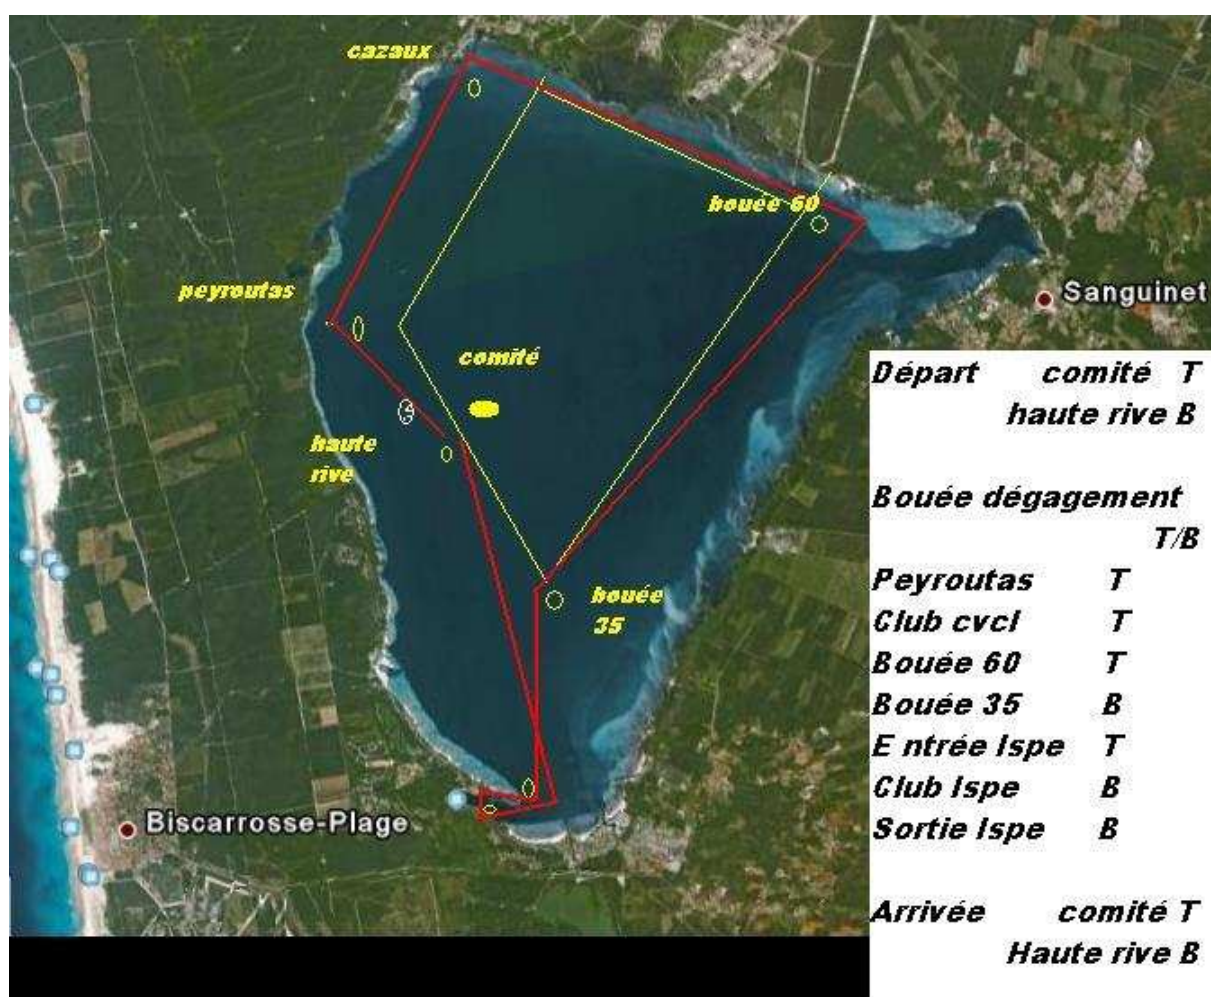 cazaux
bouée 60
peyroutas
Sanguinet
comité
haute
rive
bouée
35
Biscarrosse-Plage
Départ comité T
haute rive B
Bouée dégagement
T/B
Peyroutas T
Club cvcl T
Bouée 60 T
Bouée 35 B
E ntrée Ispe T
Club Ispe B
Sortie Ispe B
Arrivée comité T
Haute rive B